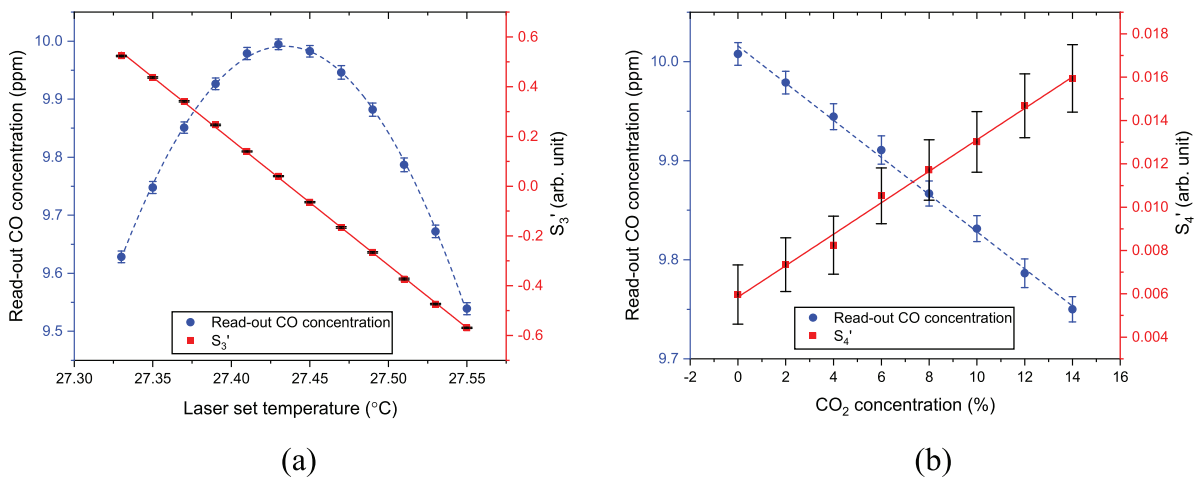 10.0
9.9
9.8
9.7
9.6
9.5
Read-out CO concentration (ppm)
0.6
0.4
0.2
0.0
-0.2
-0.4
-0.6
S3' (arb. unit)
Read-out CO concentration
S3'
27.30 27.35 27.40 27.45 27.50 27.55
Laser set temperature (°C)
(a)
10.0
9.9
9.8
9.7
Read-out CO concentration (ppm)
0.018
0.016
0.014
0.012
0.010
0.008
0.006
0.004
S4' (arb. unit)
Read-out CO concentration
S4'
-2 0 2 4 6 8 10 12 14 16
CO2 concentration (%)
(b)